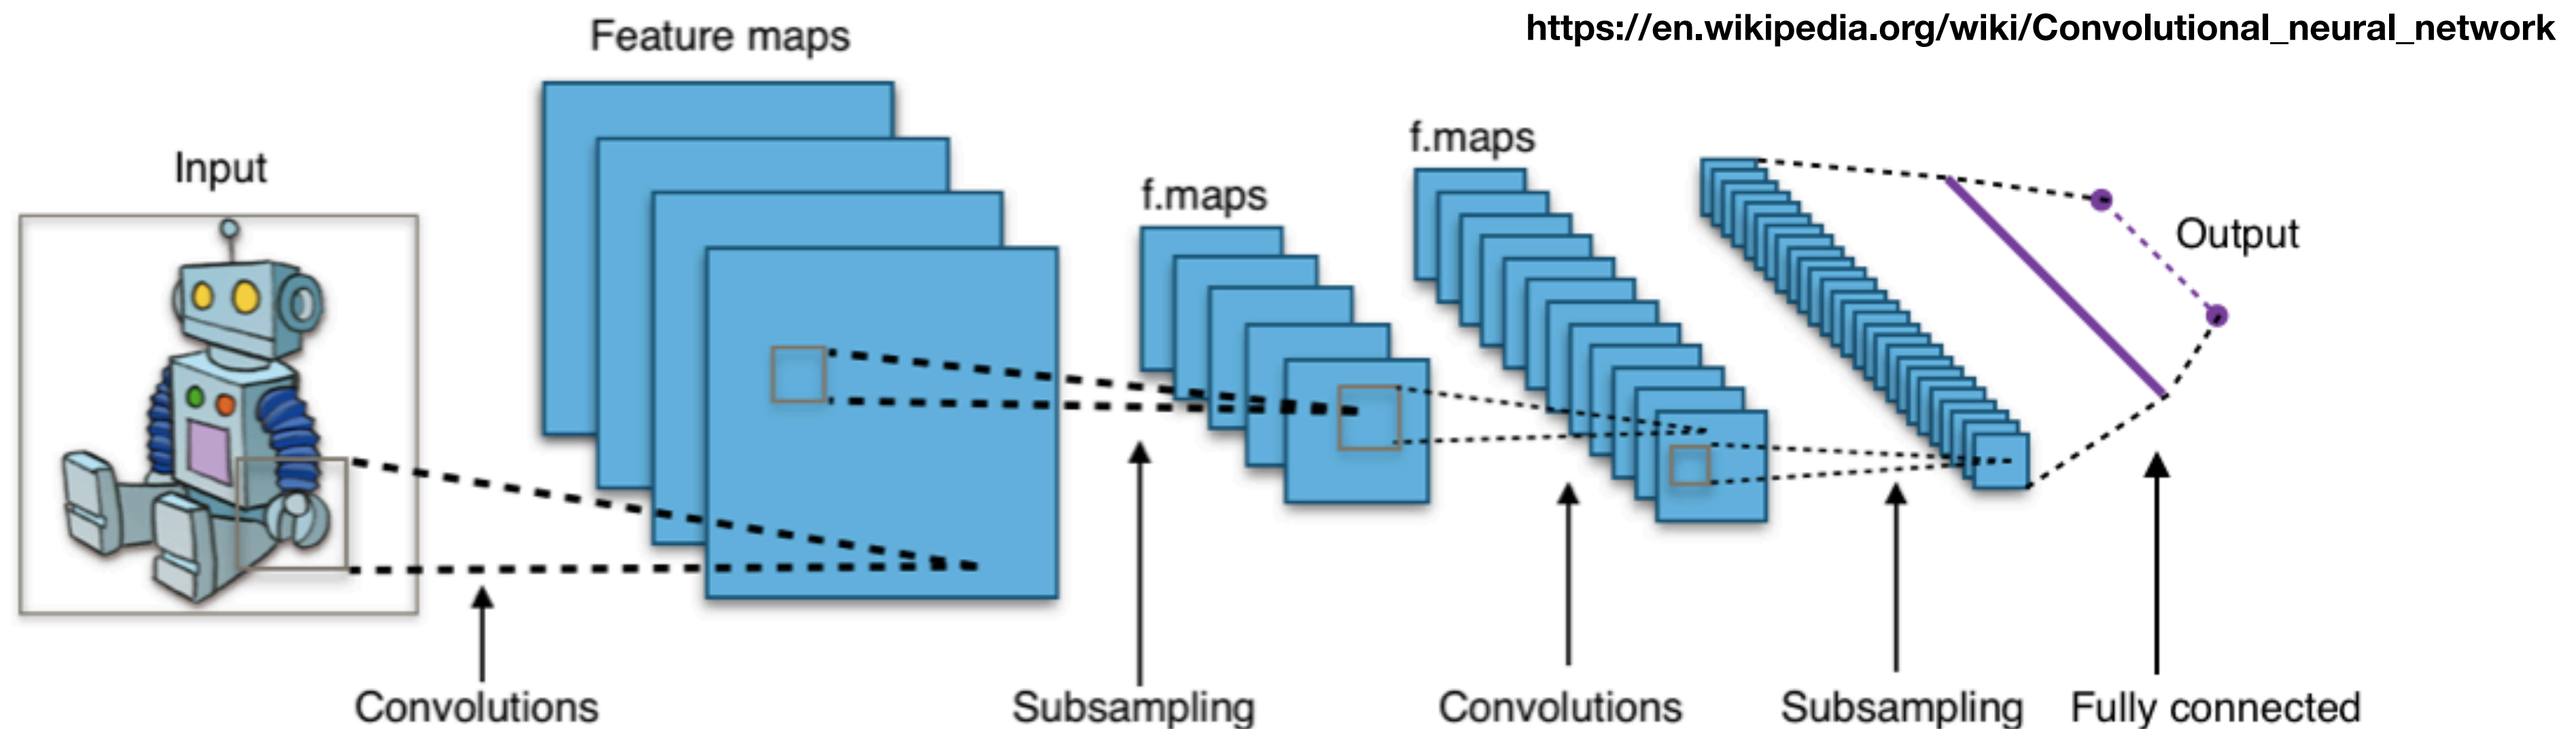 https://en.wikipedia.org/wiki/Convolutional_neural_network
Feature maps
f.maps
Input
f.maps
Output
Convolutions
Subsampling
Convolutions
Subsampling
Fully connected